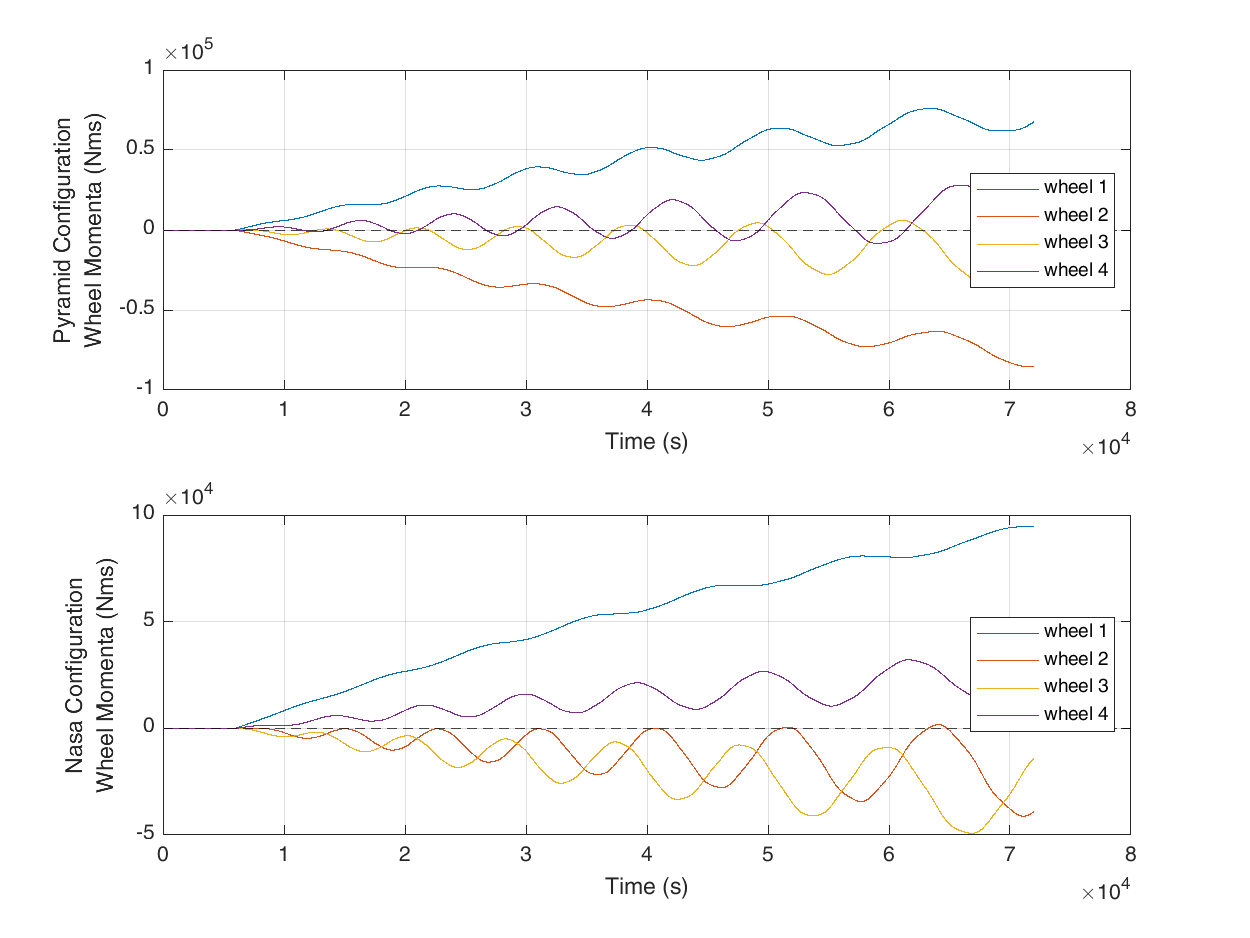 ×10^5
1
0.5
0
-0.5
-1
Pyramid Configuration
Wheel Momenta (Nms)
wheel 1
wheel 2
wheel 3
wheel 4
0 1 2 3 4 5 6 7 8
Time (s)
×10^4
×10^4
10
5
0
-5
Nasa Configuration
Wheel Momenta (Nms)
wheel 1
wheel 2
wheel 3
wheel 4
0 1 2 3 4 5 6 7 8
Time (s)
×10^4